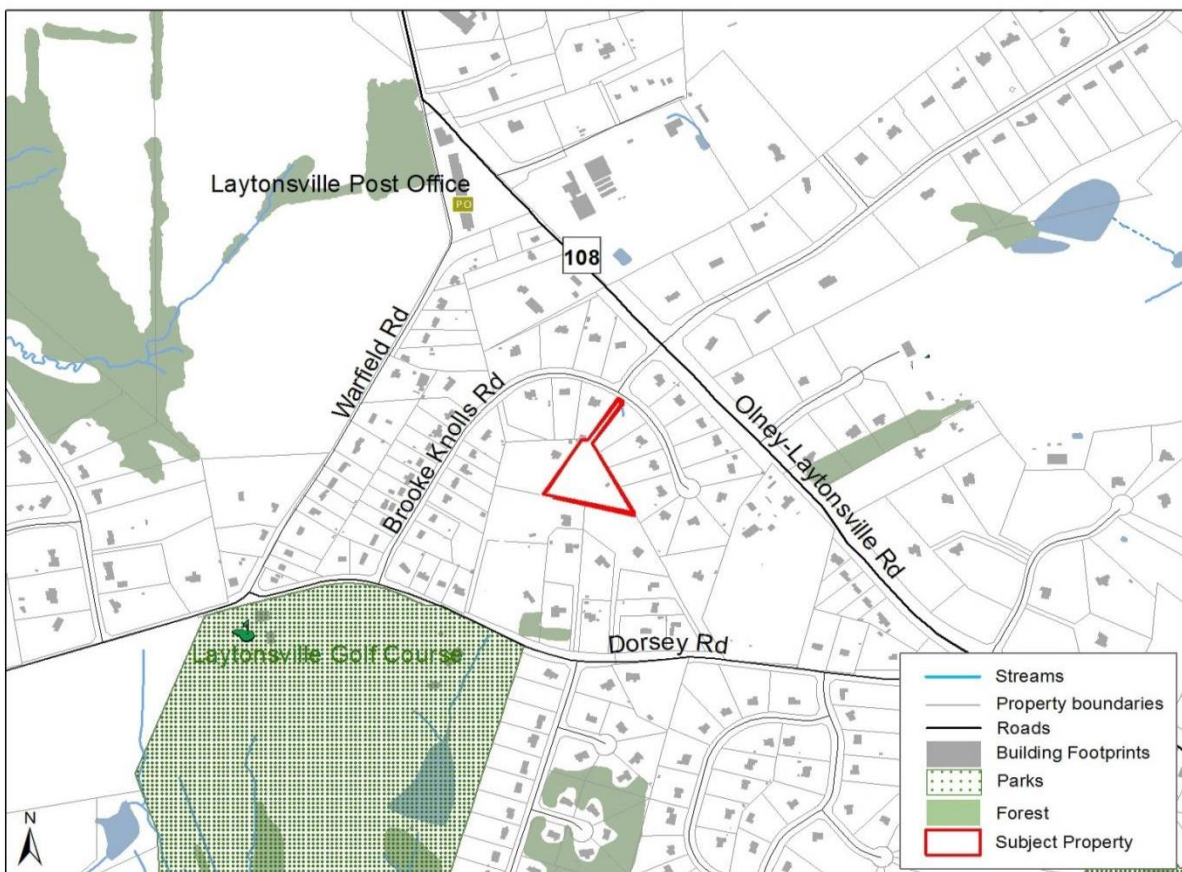 Laytonsville Post Office
PO
108
Warfield Rd
Brooke Knolls Rd
Olney-Laytonsville Rd
Dorsey Rd
Laytonsville Golf Course
N
Streams
Property boundaries
Roads
Building Footprints
Parks
Forest
Subject Property